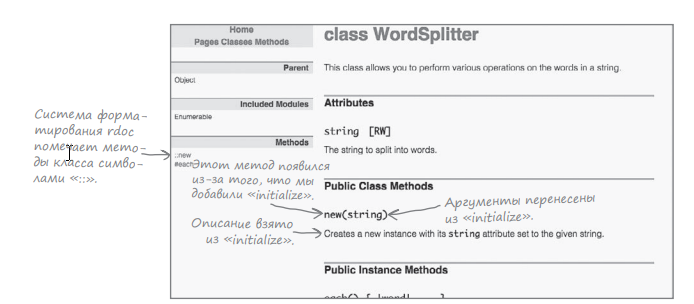 Home
Pages Classes Methods
Parent
Object
Included Modules
Enumerable
Methods
::new
#each
class WordSplitter
This class allows you to perform various operations on the words in a string.
Attributes
string [RW]
The string to split into words.
Public Class Methods
new(string)
Creates a new instance with its string attribute set to the given string.
Public Instance Methods
Система форма-
тирования rdoc
помечает мето-
ды класса симво-
лами «::».
Этот метод появился
из-за того, что мы
добавили «initialize».
Описание взято
из «initialize».
Аргументы перенесены
из «initialize».